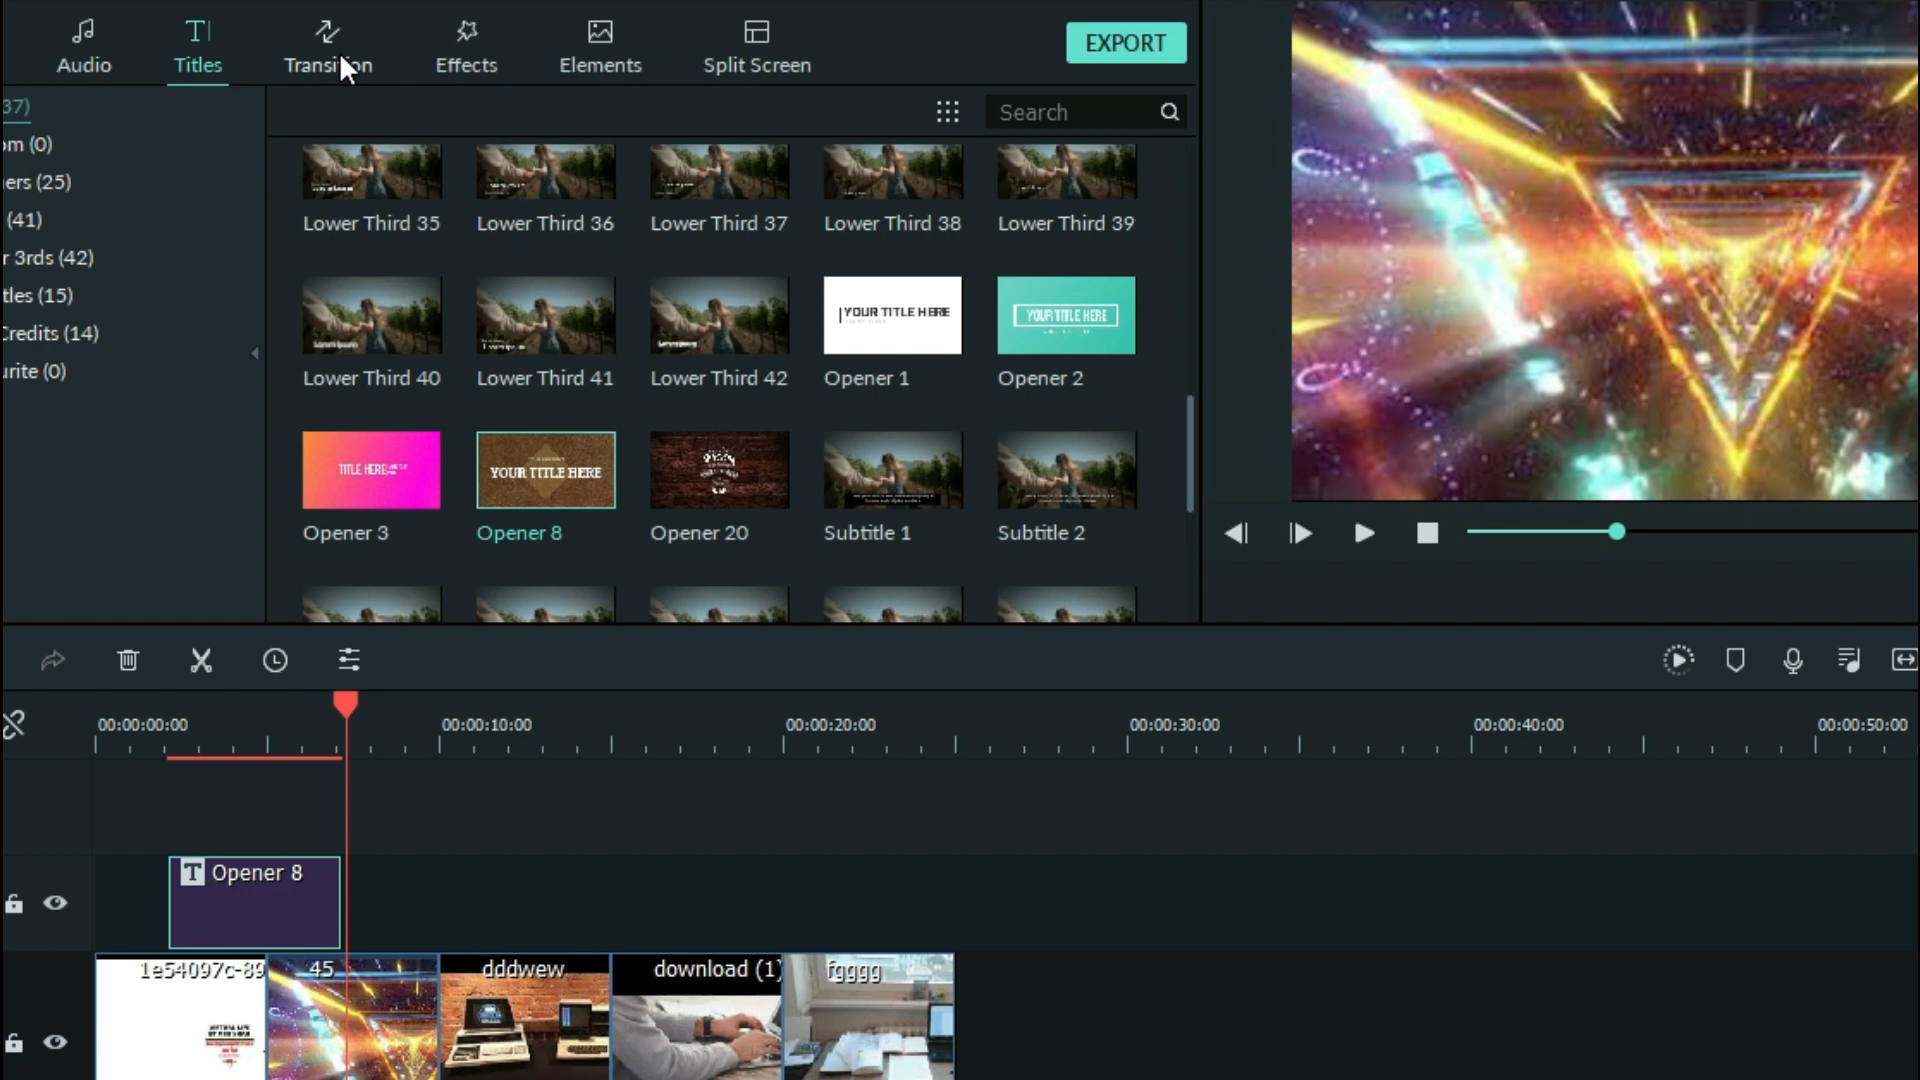 Audio
Titles
Transition
Effects
Elements
Split Screen
EXPORT
37)
om (0)
ers (25)
(41)
r 3rds (42)
tles (15)
Credits (14)
urite (0)
Search
Lower Third 35
Lower Third 36
Lower Third 37
Lower Third 38
Lower Third 39
YOUR TITLE HERE
YOUR TITLE HERE
Lower Third 40
Lower Third 41
Lower Third 42
Opener 1
Opener 2
TITLE HERE
YOUR TITLE HERE
Opener 3
Opener 8
Opener 20
Subtitle 1
Subtitle 2
00:00:00:00
00:00:10:00
00:00:20:00
00:00:30:00
00:00:40:00
00:00:50:00
T Opener 8
1e54097c-89
45
dddwew
download (1)
fgggg